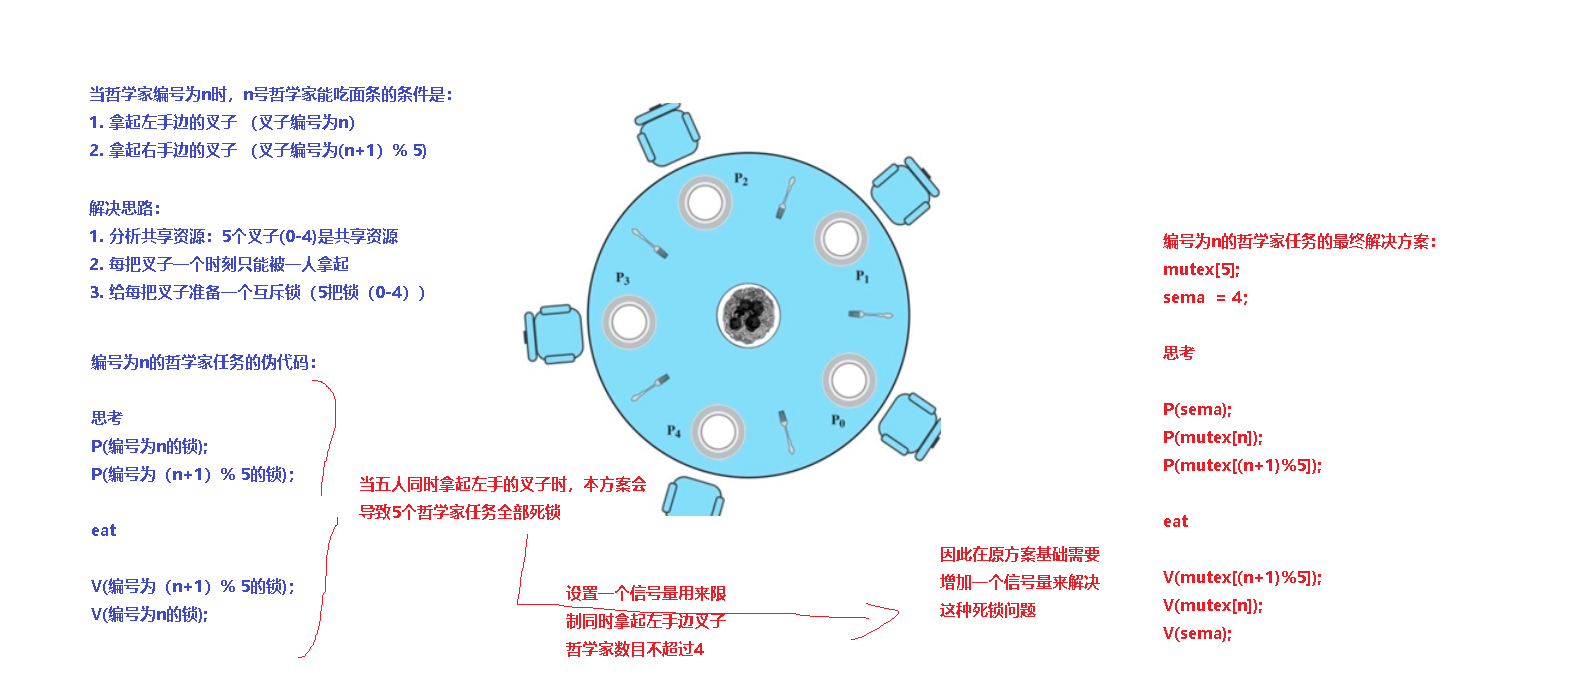 当哲学家编号为n时，n号哲学家能吃面条的条件是：
1. 拿起左手边的叉子 （叉子编号为n）
2. 拿起右手边的叉子 （叉子编号为(n+1）% 5)
解决思路：
1. 分析共享资源：5个叉子(0-4)是共享资源
2. 每把叉子一个时刻只能被一人拿起
3. 给每把叉子准备一个互斥锁（5把锁（0-4））
编号为n的哲学家任务的伪代码：
思考
P(编号为n的锁);
P(编号为（n+1）% 5的锁)；
eat
V(编号为（n+1）% 5的锁)；
V(编号为n的锁);
当五人同时拿起左手的叉子时，本方案会
导致5个哲学家任务全部死锁
设置一个信号量用来限
制同时拿起左手边叉子
哲学家数目不超过4
P2
P1
P3
P0
P4
因此在原方案基础需要
增加一个信号量来解决
这种死锁问题
编号为n的哲学家任务的最终解决方案：
mutex[5];
sema = 4；
思考
P(sema);
P(mutex[n]);
P(mutex[(n+1)%5]);
eat
V(mutex[(n+1)%5]);
V(mutex[n]);
V(sema);